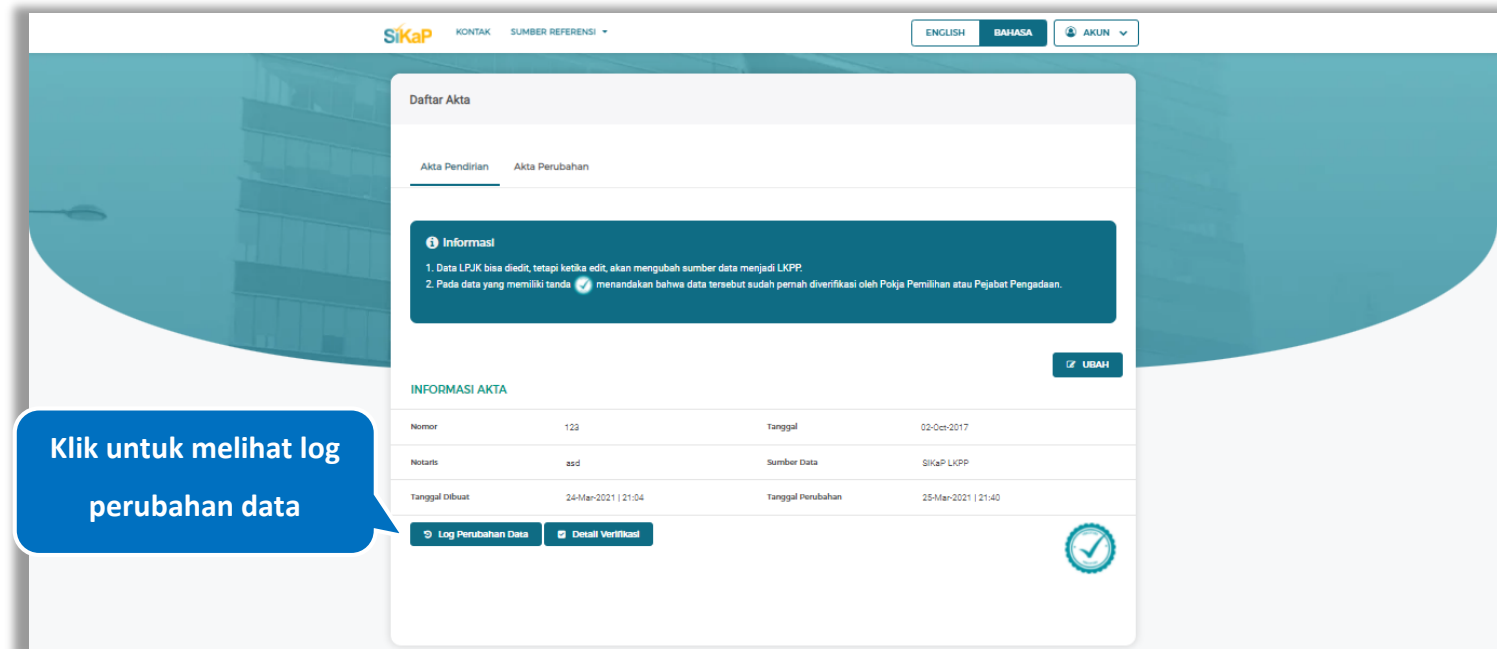 SiKaP KONTAK SUMBER REFERENSI ENGLISH BAHASA AKUN
Daftar Akta
Akta Pendirian Akta Perubahan
Informasi
1. Data LPJK bisa diedit, tetapi ketika edit, akan mengubah sumber data menjadi LKPP.
2. Pada data yang memiliki tanda menandakan bahwa data tersebut sudah pernah diverifikasi oleh Pokja Pemilihan atau Pejabat Pengadaan.
UBAH
INFORMASI AKTA
Nomor 123 Tanggal 02-Oct-2017
Notaris asd Sumber Data SIKaP LKPP
Tanggal Dibuat 24-Mar-2021 | 21:04 Tanggal Perubahan 25-Mar-2021 | 21:40
Log Perubahan Data Detail Verifikasi
Klik untuk melihat log
perubahan data